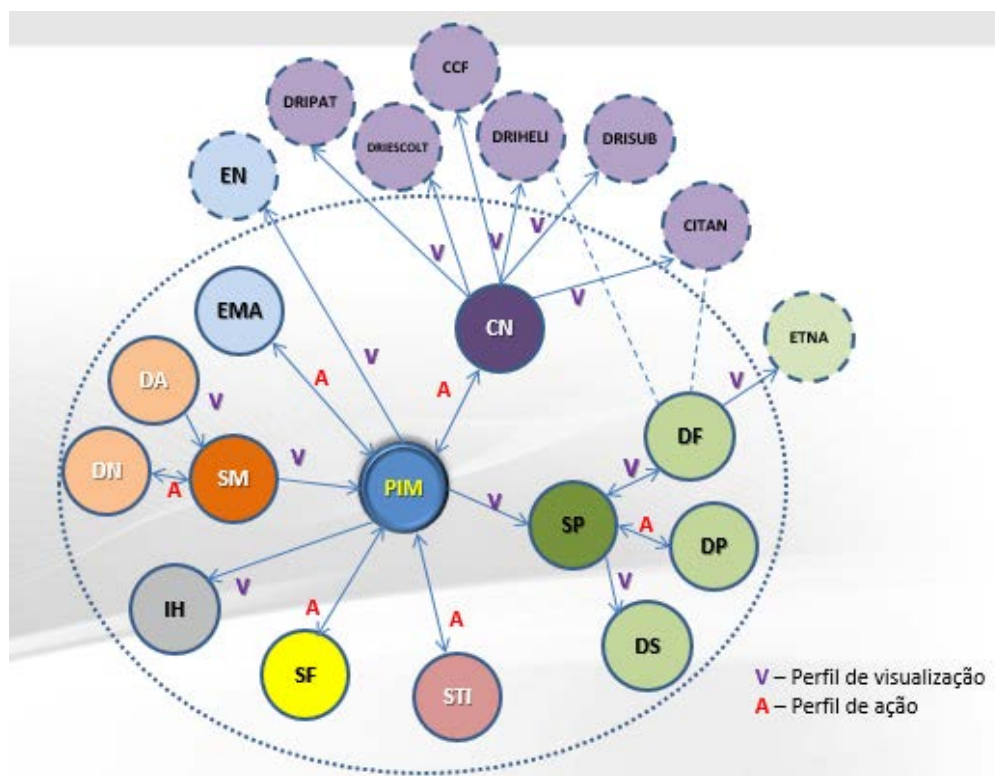 CCF
DRIPAT
DRIHELI
DRISUB
DRIESCOLT
EN
CITAN
V
V
V
V
EMA
CN
ETNA
V
DA
A
A
V
V
DF
DN
A
SM
V
PIM
V
V
SP
A
DP
IH
V
V
A
A
DS
SF
STI
V – Perfil de visualização
A – Perfil de ação